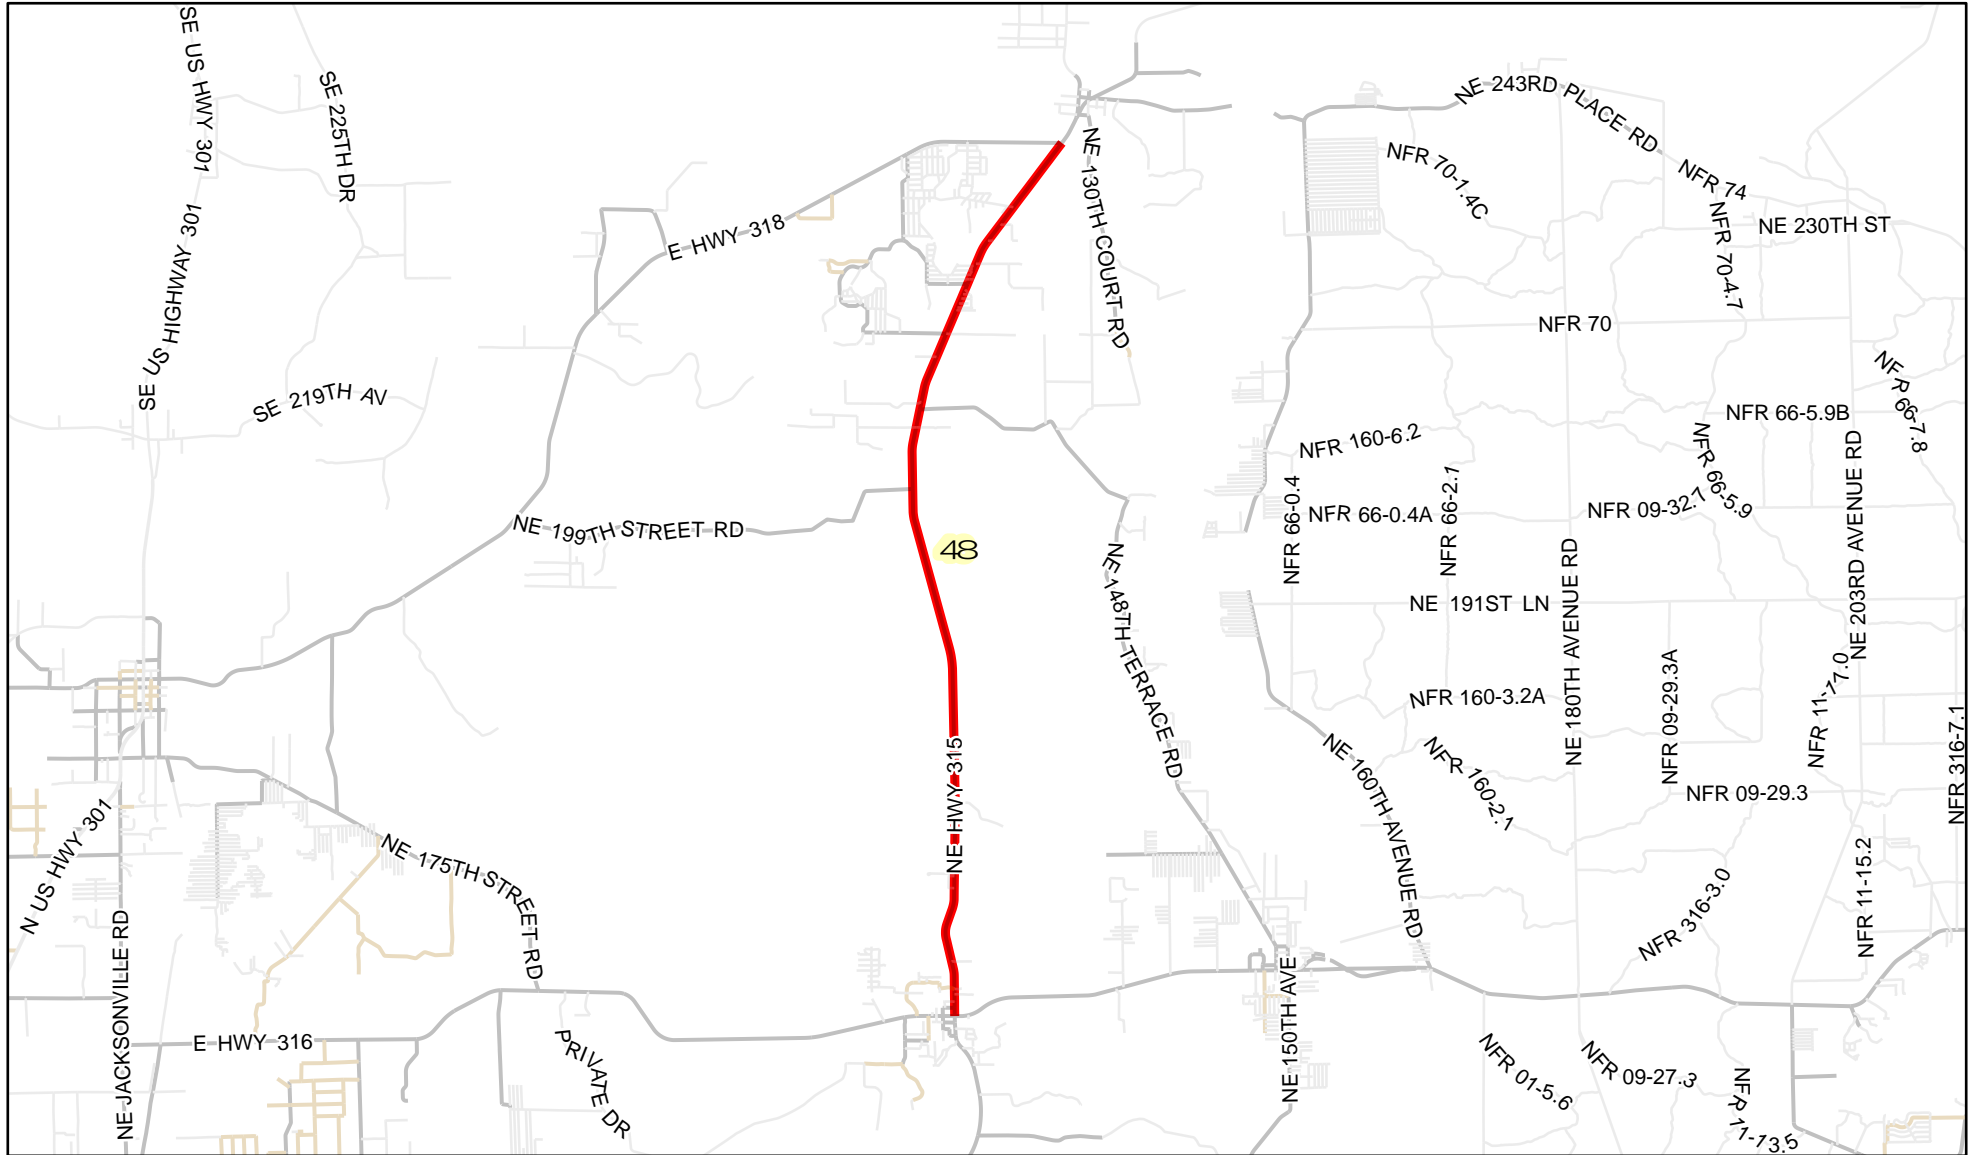 SE US HWY 301
SE 225TH DR
NE 243RD PLACE RD
NE 130TH COURT RD
NFR 70-1.4C
NFR 74
NFR 70-4.7
NE 230TH ST
E HWY 318
SE US HIGHWAY 301
NFR 70
NFR 66-7.8
SE 219TH AV
NFR 66-5.9B
NFR 160-6.2
NFR 66-5.9
NE 203RD AVENUE RD
NFR 66-0.4
NFR 66-2.1
NFR 66-0.4A
NFR 09-32.7
NE 199TH STREET RD
48
NE 148TH TERRACE RD
NE 180TH AVENUE RD
NE 191ST LN
NFR 09-29.3A
NFR 11-17.0
NFR 160-3.2A
NFR 316-7.1
NE HWY 315
NE 160TH AVENUE RD
NFR 160-2.1
NFR 09-29.3
N US HWY 301
NE 175TH STREET RD
NFR 316-3.0
NFR 11-15.2
NE JACKSONVILLE RD
NE 150TH AVE
E HWY 316
PRIVATE DR
NFR 01-5.6
NFR 09-27.3
NFR 11-13.5